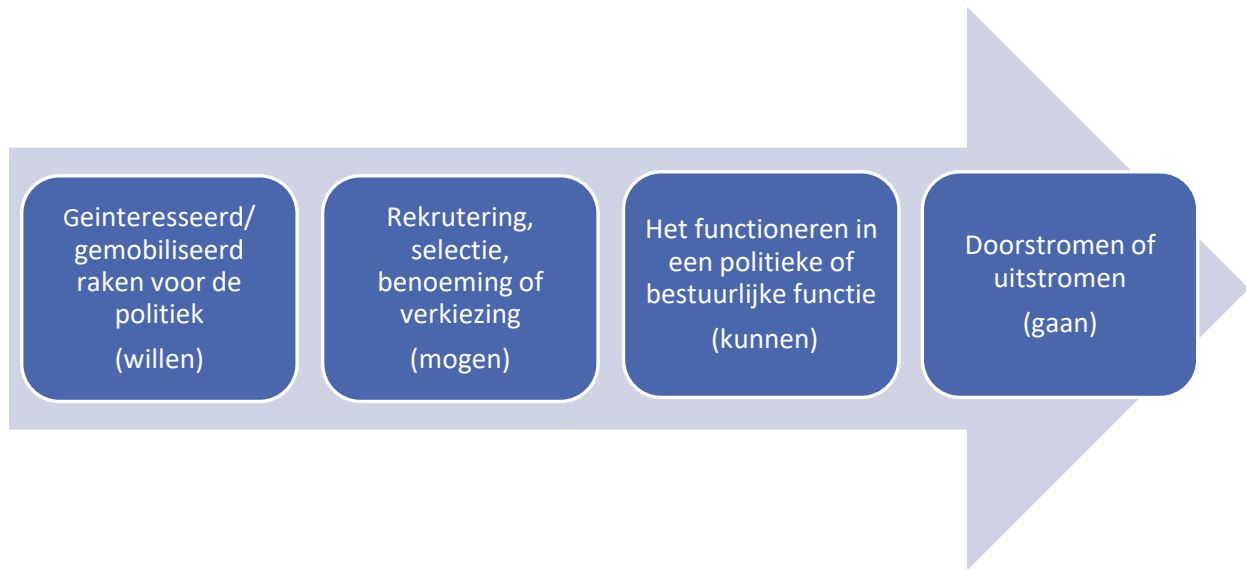 Geinteresseerd/
gemobiliseerd
raken voor de
politiek
(willen)
Rekrutering,
selectie,
benoeming of
verkiezing
(mogen)
Het functioneren in
een politieke of
bestuurlijke functie
(kunnen)
Doorstromen of
uitstromen
(gaan)